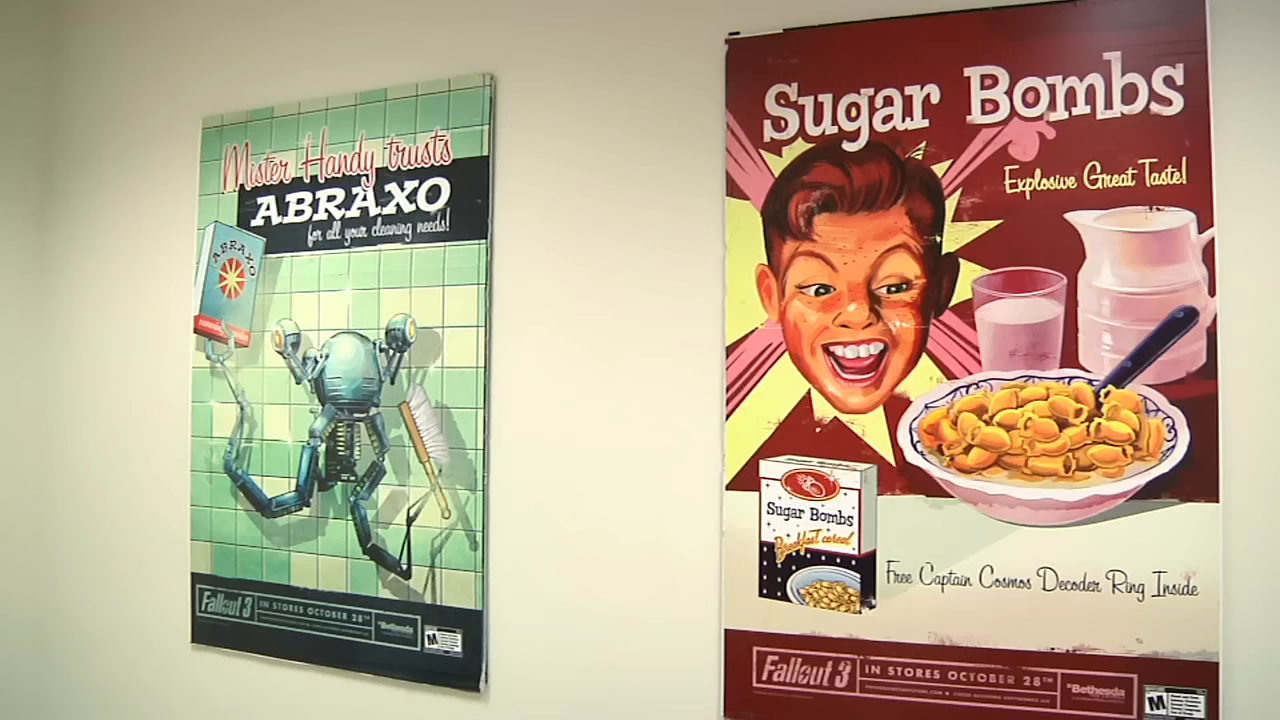 Mister Handy trusts
ABRAXO
for all your cleaning needs!
ABRAXO
Fallout 3
IN STORES OCTOBER 28TH
Bethesda
M
Sugar Bombs
Explosive Great Taste!
Sugar Bombs
Breakfast cereal
Free Captain Cosmos Decoder Ring Inside
Fallout 3
IN STORES OCTOBER 28TH
Bethesda
M